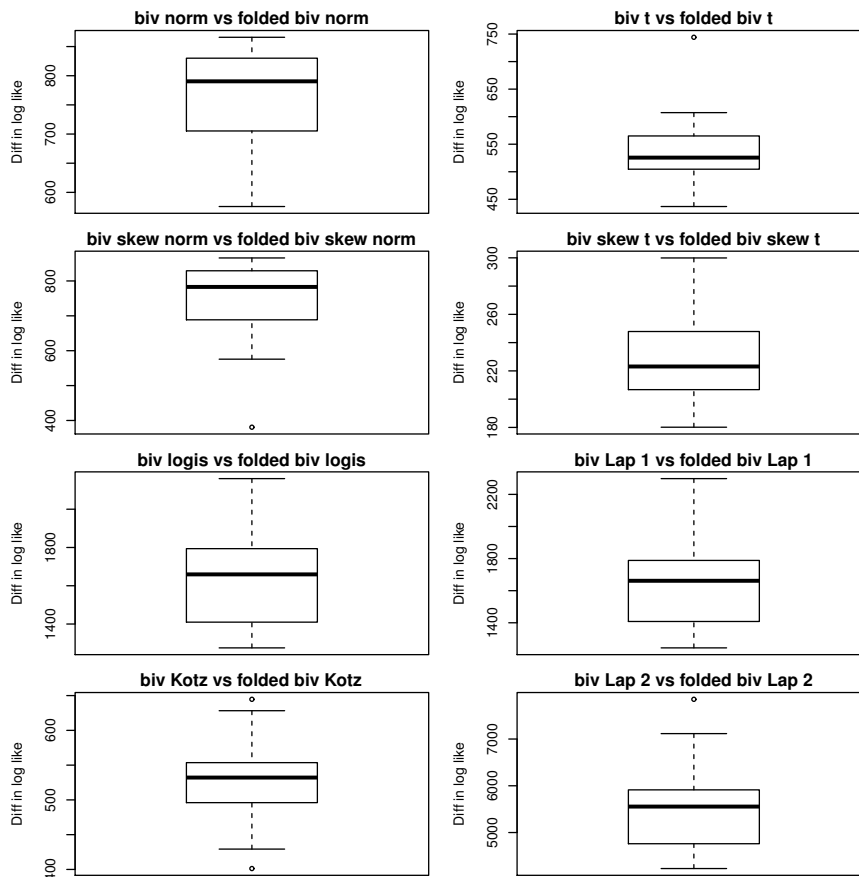 biv norm vs folded biv norm
Diff in log like
800
700
600
biv t vs folded biv t
Diff in log like
750
650
550
450
biv skew norm vs folded biv skew norm
Diff in log like
800
600
400
biv skew t vs folded biv skew t
Diff in log like
300
260
220
180
biv logis vs folded biv logis
Diff in log like
1800
1400
biv Lap 1 vs folded biv Lap 1
Diff in log like
2200
1800
1400
biv Kotz vs folded biv Kotz
Diff in log like
600
500
400
biv Lap 2 vs folded biv Lap 2
Diff in log like
7000
6000
5000